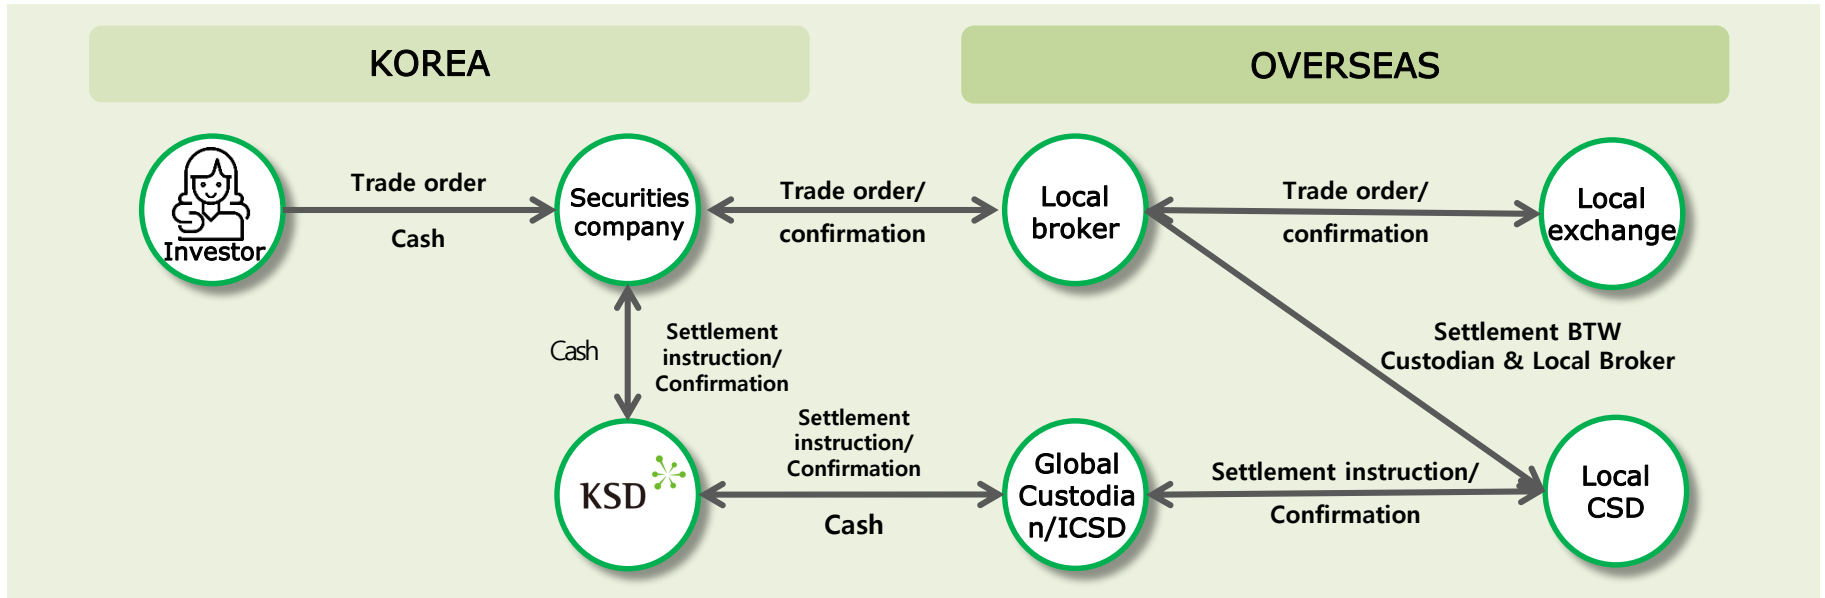 KOREA
OVERSEAS
Investor
Trade order
Cash
Securities
company
Trade order/
confirmation
Local
broker
Trade order/
confirmation
Local
exchange
Cash
Settlement
instruction/
Confirmation
Settlement BTW
Custodian & Local Broker
KSD
Settlement
instruction/
Confirmation
Cash
Global
Custodia
n/ICSD
Settlement instruction/
Confirmation
Local
CSD